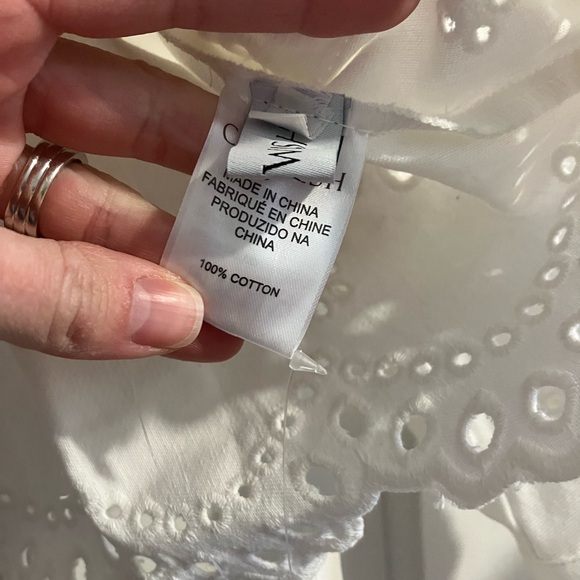 MADE IN CHINA
FABRIQUÉ EN CHINE
PRODUZIDO NA
CHINA
100% COTTON